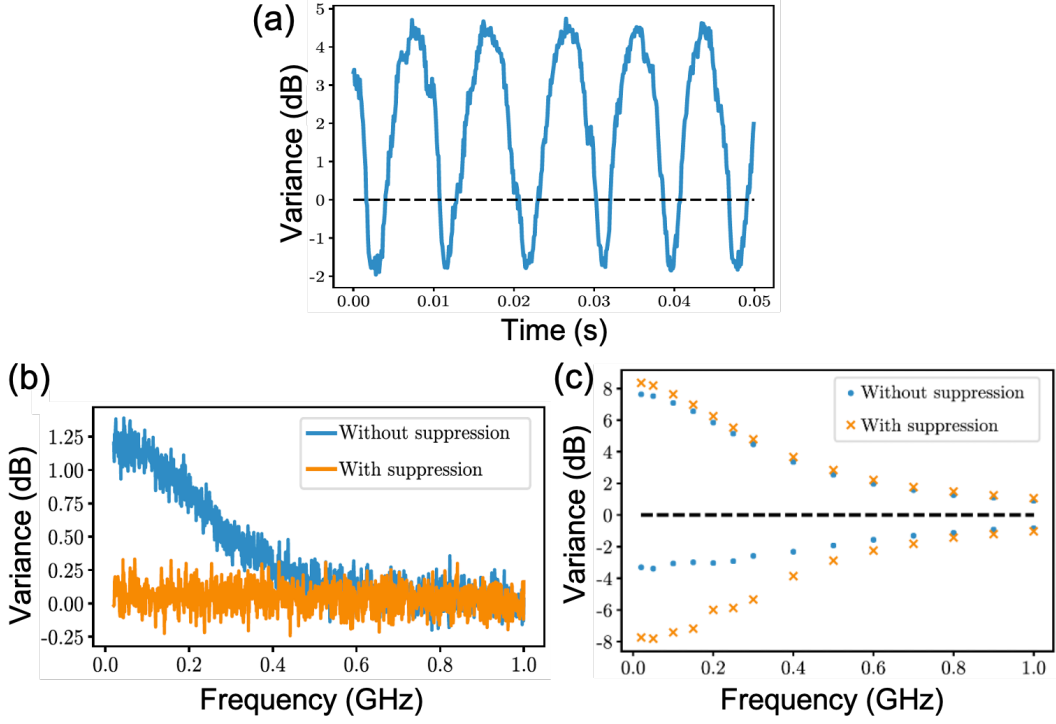 (a)
Variance (dB)
5
4
3
2
1
0
-1
-2
0.00 0.01 0.02 0.03 0.04 0.05
Time (s)
(b)
Variance (dB)
1.25
1.00
0.75
0.50
0.25
0.00
-0.25
Without suppression
With suppression
0.0 0.2 0.4 0.6 0.8 1.0
Frequency (GHz)
(c)
Variance (dB)
8
6
4
2
0
-2
-4
-6
-8
Without suppression
With suppression
0.0 0.2 0.4 0.6 0.8 1.0
Frequency (GHz)